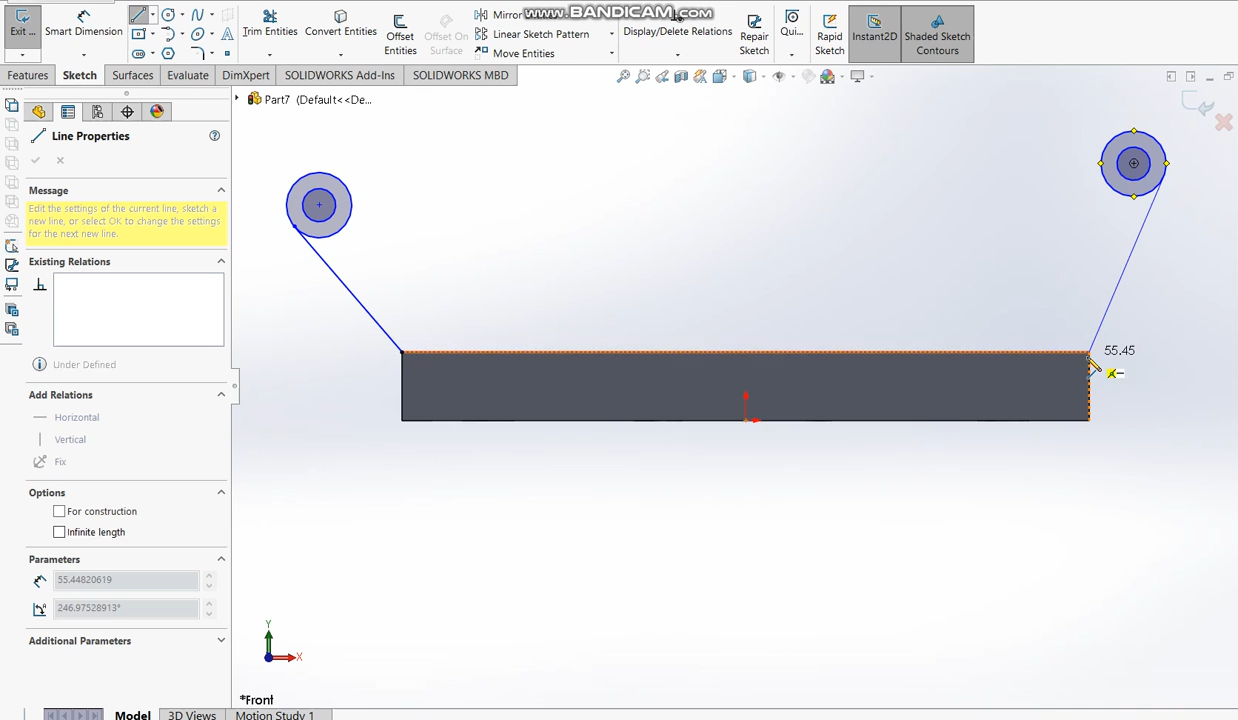 Exit ...
Smart Dimension
Trim Entities
Convert Entities
Offset Entities
Offset On Surface
Mirror
Linear Sketch Pattern
Move Entities
www.BANDICAM.com
Display/Delete Relations
Repair Sketch
Qui...
Rapid Sketch
Instant2D
Shaded Sketch Contours
Features
Sketch
Surfaces
Evaluate
DimXpert
SOLIDWORKS Add-Ins
SOLIDWORKS MBD
Part7 (Default<<De...
Line Properties
Message
Edit the settings of the current line, sketch a
new line, or select OK to change the settings
for the next new line.
Existing Relations
Under Defined
Add Relations
Horizontal
Vertical
Fix
Options
For construction
Infinite length
Parameters
55.44820619
246.97528913°
Additional Parameters
55.45
Y
X
*Front
Model
3D Views
Motion Study 1